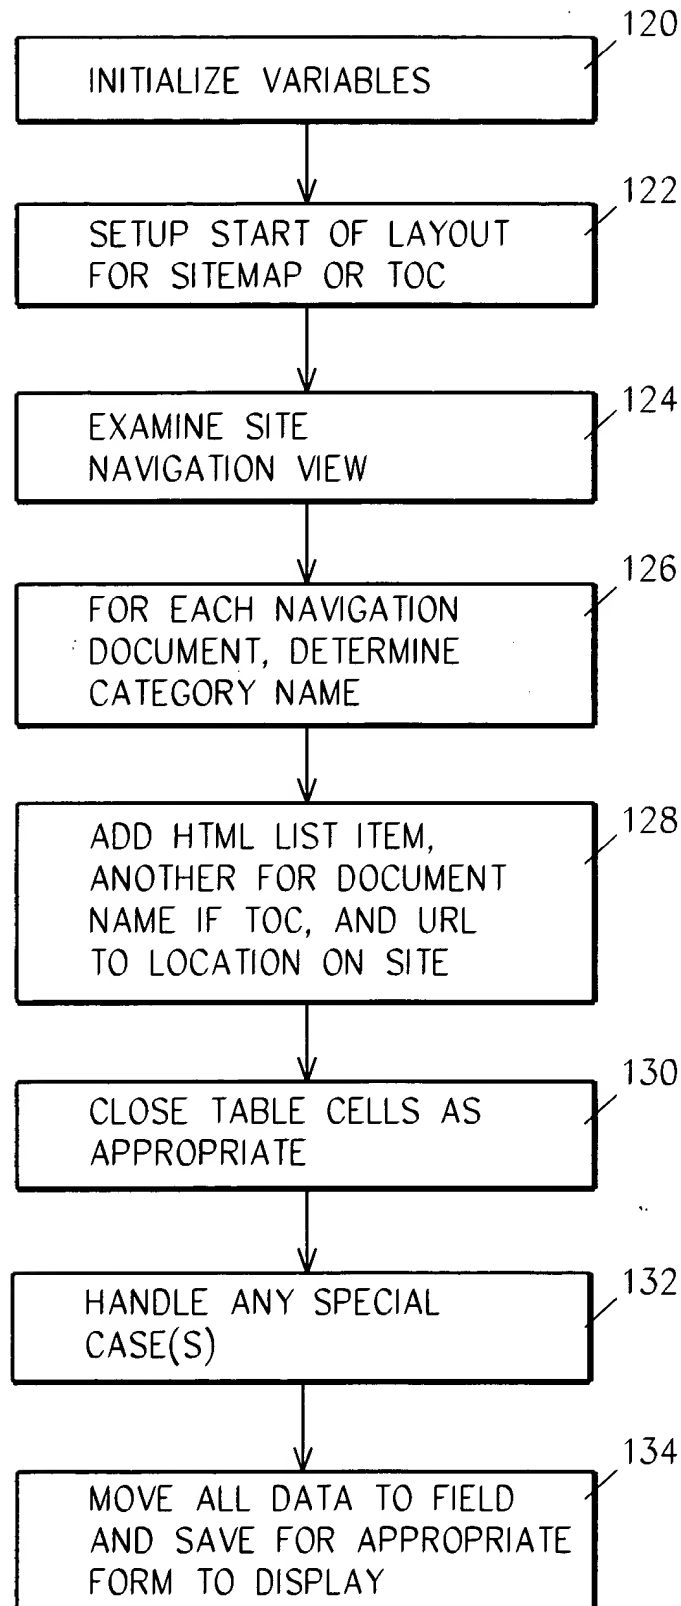 120
INITIALIZE VARIABLES
122
SETUP START OF LAYOUT
FOR SITEMAP OR TOC
124
EXAMINE SITE
NAVIGATION VIEW
126
FOR EACH NAVIGATION
DOCUMENT, DETERMINE
CATEGORY NAME
128
ADD HTML LIST ITEM,
ANOTHER FOR DOCUMENT
NAME IF TOC, AND URL
TO LOCATION ON SITE
130
CLOSE TABLE CELLS AS
APPROPRIATE
132
HANDLE ANY SPECIAL
CASE(S)
134
MOVE ALL DATA TO FIELD
AND SAVE FOR APPROPRIATE
FORM TO DISPLAY